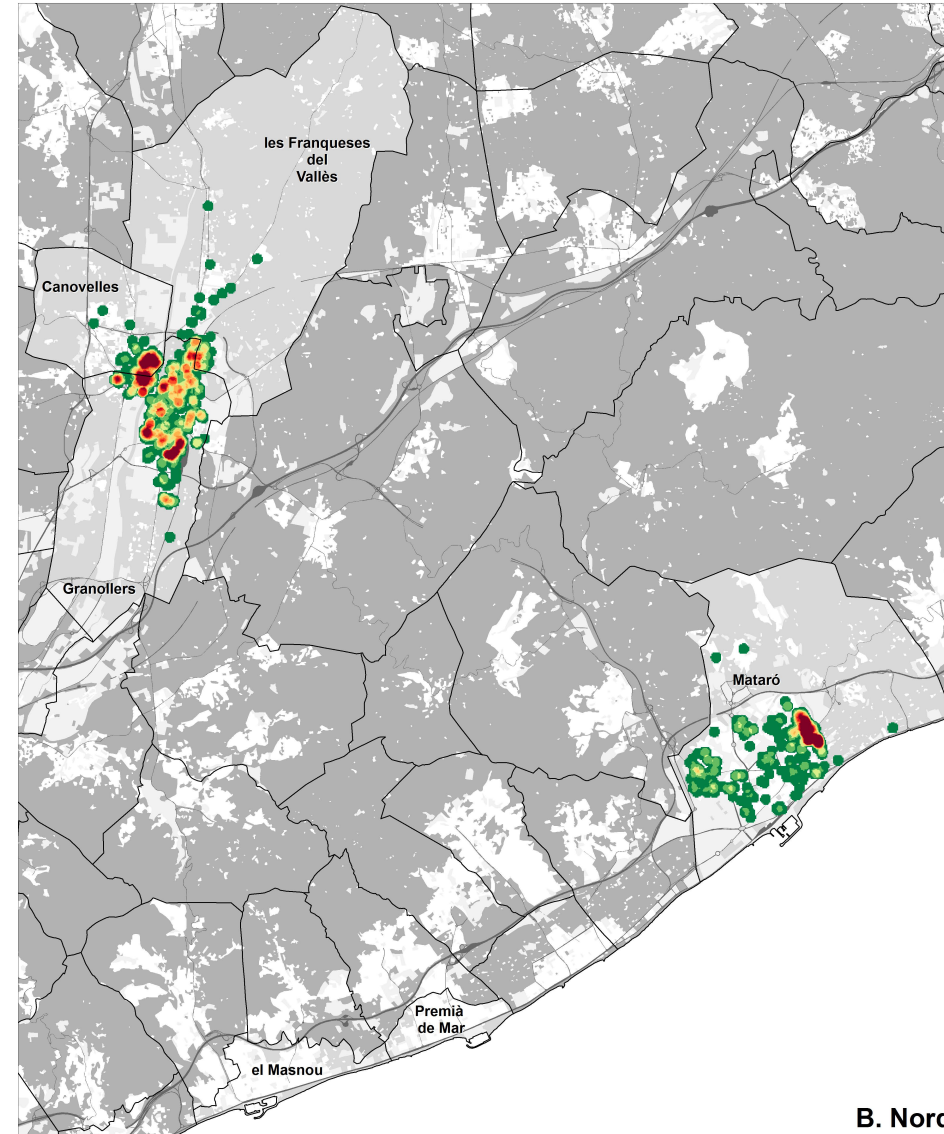 les Franqueses
del
Vallès
Canovelles
Granollers
Mataró
Premià
de Mar
el Masnou
B. Nord